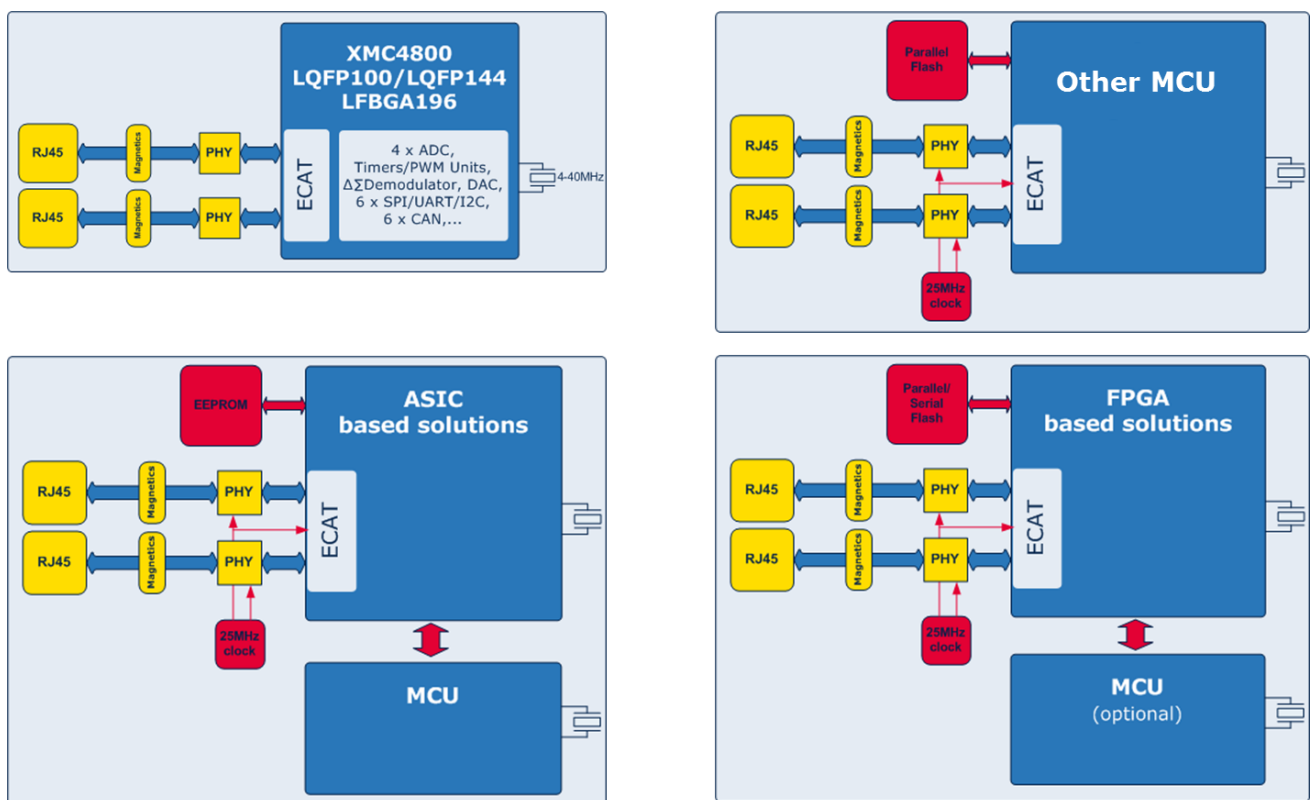 XMC4800
LQFP100/LQFP144
LFBGA196
RJ45
Magnetics
PHY
ECAT
4 x ADC,
Timers/PWM Units,
ΔΣDemodulator, DAC,
6 x SPI/UART/I2C,
6 x CAN,...
4-40MHz
RJ45
Magnetics
PHY
Parallel
Flash
Other MCU
RJ45
Magnetics
PHY
ECAT
RJ45
Magnetics
PHY
25MHz
clock
EEPROM
ASIC
based solutions
RJ45
Magnetics
PHY
ECAT
RJ45
Magnetics
PHY
25MHz
clock
MCU
Parallel/
Serial
Flash
FPGA
based solutions
RJ45
Magnetics
PHY
ECAT
RJ45
Magnetics
PHY
25MHz
clock
MCU
(optional)